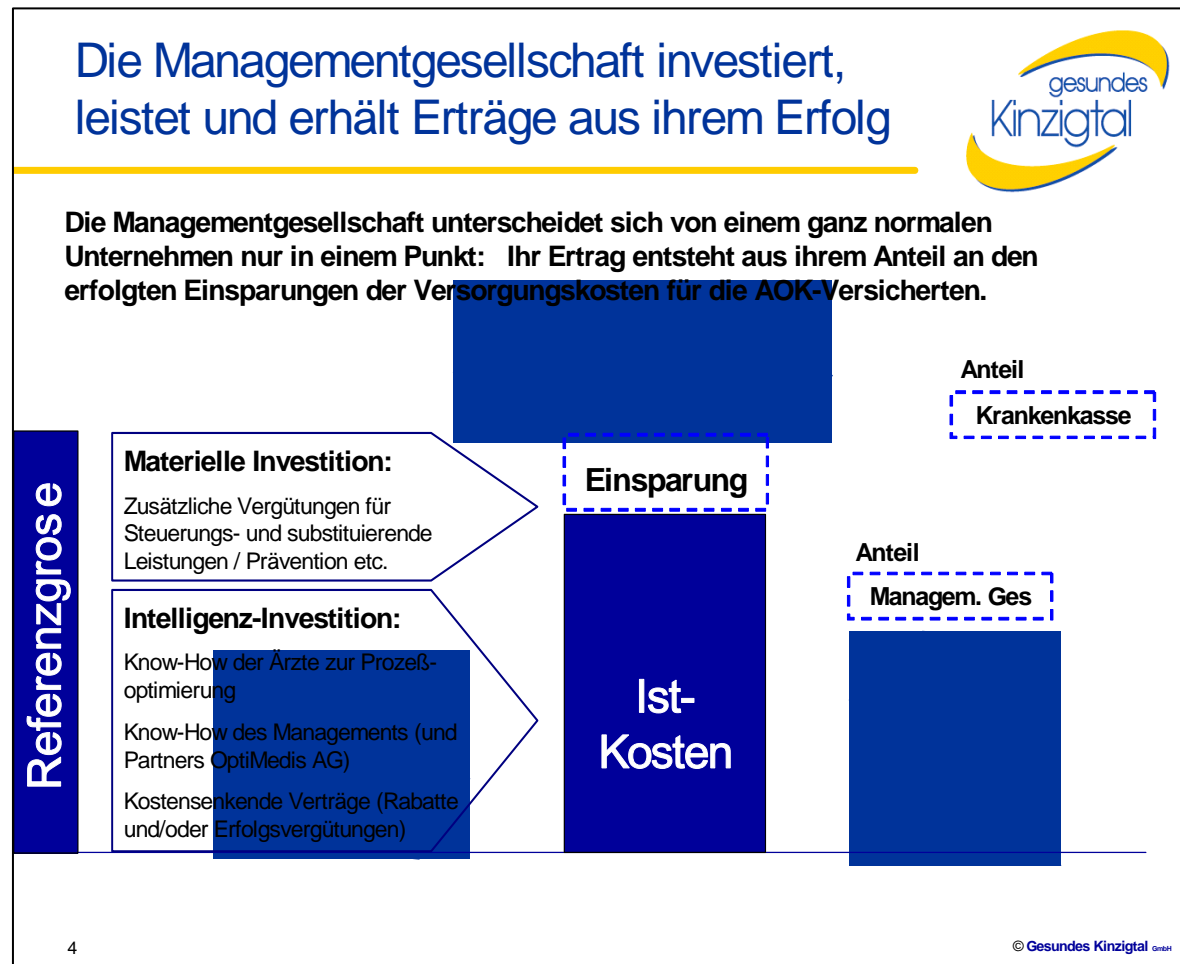 Die Managementgesellschaft investiert,
leistet und erhält Erträge aus ihrem Erfolg
gesundes
Kinzigtal
Die Managementgesellschaft unterscheidet sich von einem ganz normalen
Unternehmen nur in einem Punkt: Ihr Ertrag entsteht aus ihrem Anteil an den
erfolgten Einsparungen der Versorgungskosten für die AOK-Versicherten.
Referenzgrose
Materielle Investition:
Zusätzliche Vergütungen für
Steuerungs- und substituierende
Leistungen / Prävention etc.
Intelligenz-Investition:
Know-How der Ärzte zur Prozeß-
optimierung
Know-How des Managements (und
Partners OptiMedis AG)
Kostensenkende Verträge (Rabatte
und/oder Erfolgsvergütungen)
Einsparung
Ist-
Kosten
Anteil
Krankenkasse
Anteil
Managem. Ges
4
© Gesundes Kinzigtal GmbH